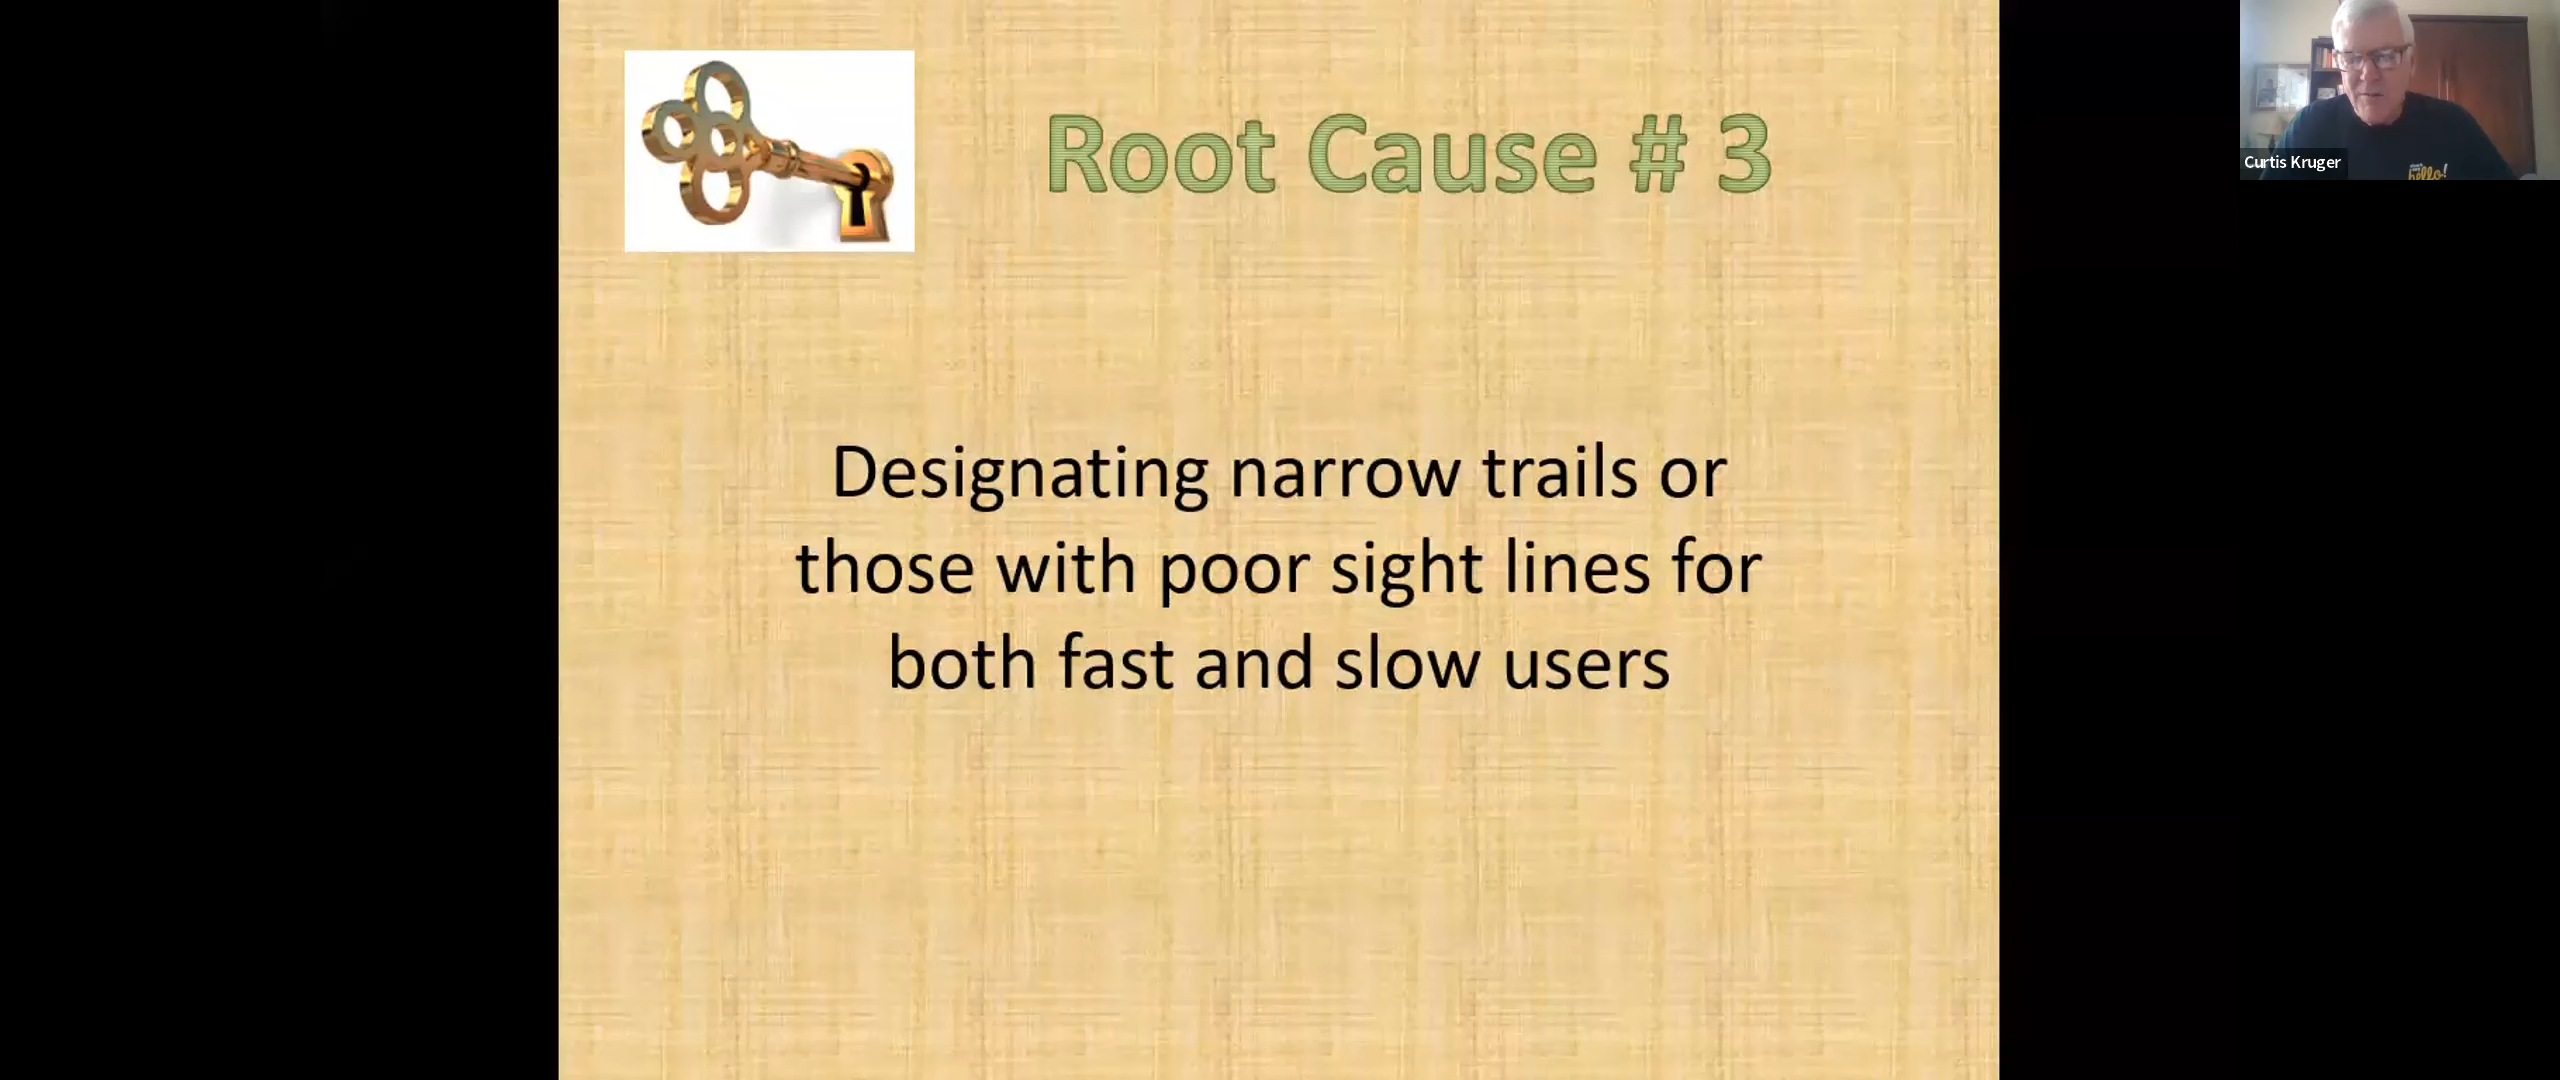 Root Cause # 3
Designating narrow trails or
those with poor sight lines for
both fast and slow users
Curtis Kruger
hello!